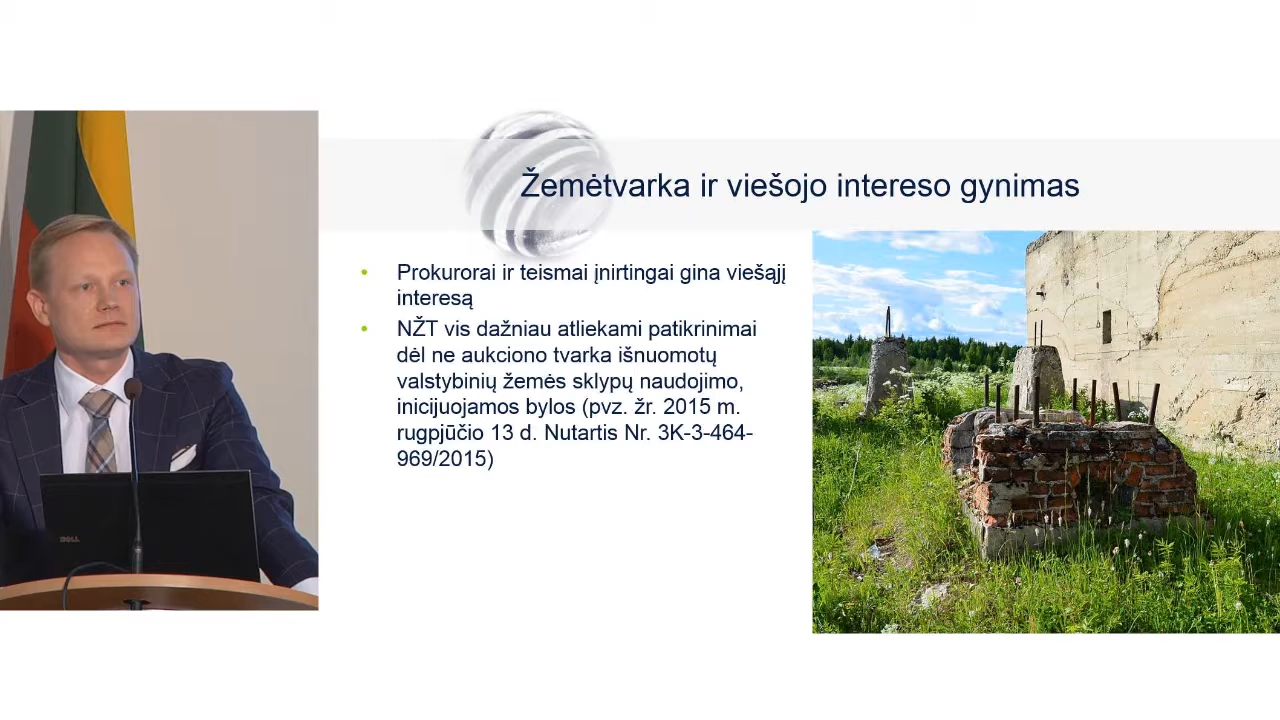 Žemėtvarka ir viešojo intereso gynimas
• Prokurorai ir teismai įnirtingai gina viešąjį
interesą
• NŽT vis dažniau atliekami patikrinimai
dėl ne aukciono tvarka išnuomotų
valstybinių žemės sklypų naudojimo,
inicijuojamos bylos (pvz. žr. 2015 m.
rugpjūčio 13 d. Nutartis Nr. 3K-3-464-
969/2015)
DELL